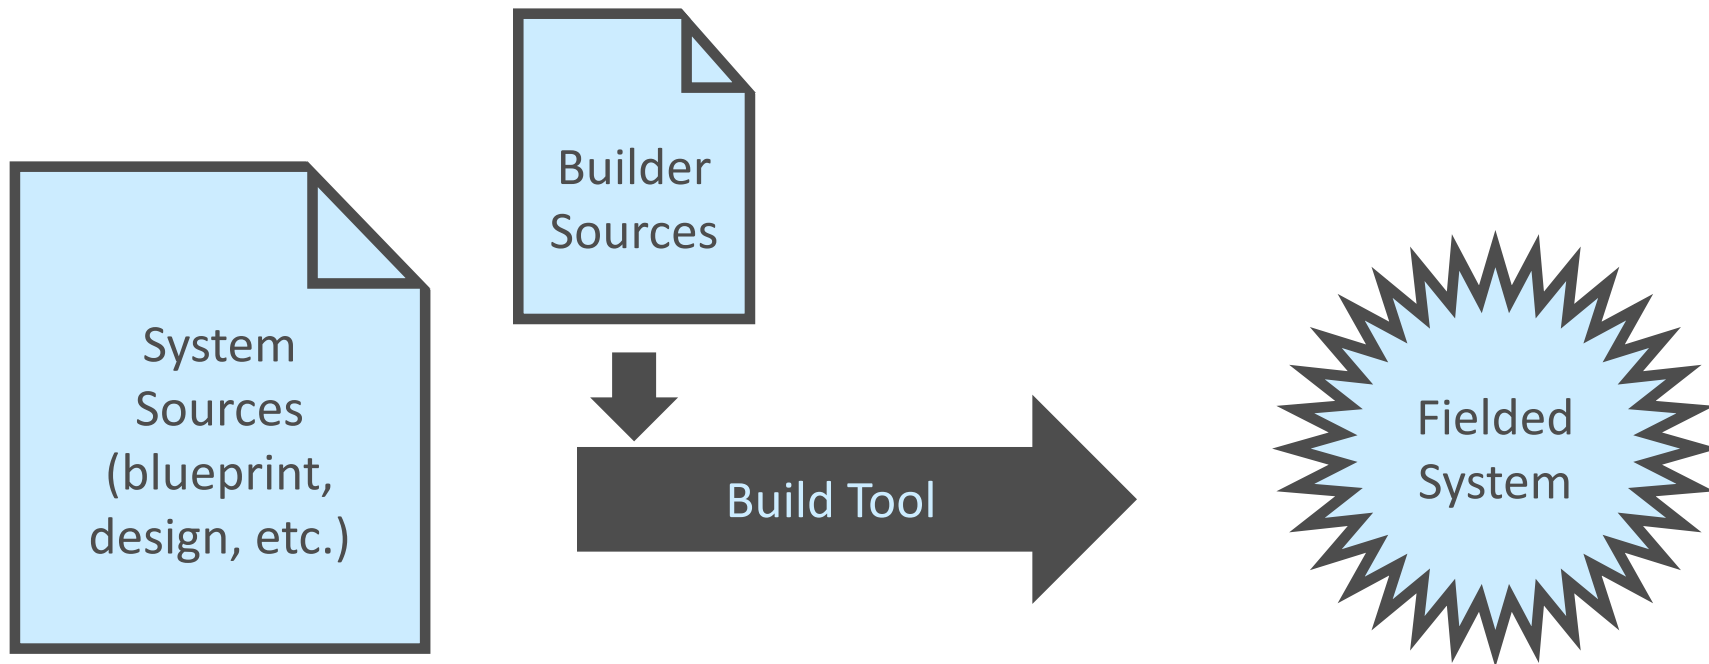 System
Sources
(blueprint,
design, etc.)
Builder
Sources
Build Tool
Fielded
System